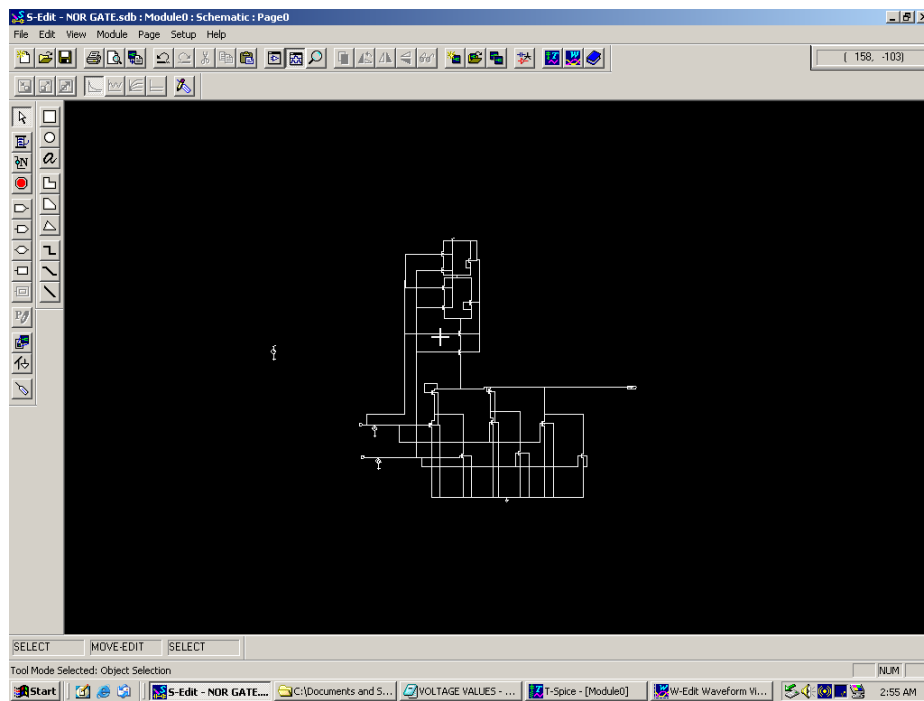 S-Edit - NOR GATE.sdb : Module0 : Schematic : Page0
File Edit View Module Page Setup Help
( 158, -103)
SELECT MOVE-EDIT SELECT
Tool Mode Selected: Object Selection
NUM
Start S-Edit - NOR GATE.... C:\Documents and S... VOLTAGE VALUES - ... T-Spice - [Module0] W-Edit Waveform Vi... 2:55 AM